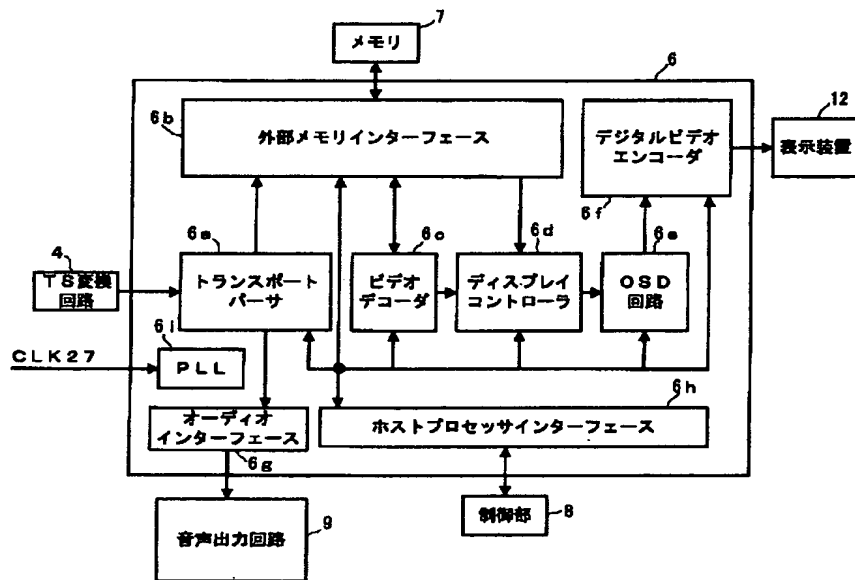 7
メモリ
6
12
6b
外部メモリインターフェース
デジタルビデオ
エンコーダ
表示装置
6f
6a
6c
6d
6e
4
TS変換
回路
トランスポート
パーサ
ビデオ
デコーダ
ディスプレイ
コントローラ
OSD
回路
6i
CLK27
PLL
6h
オーディオ
インターフェース
ホストプロセッサインターフェース
6g
9
音声出力回路
制御部
8